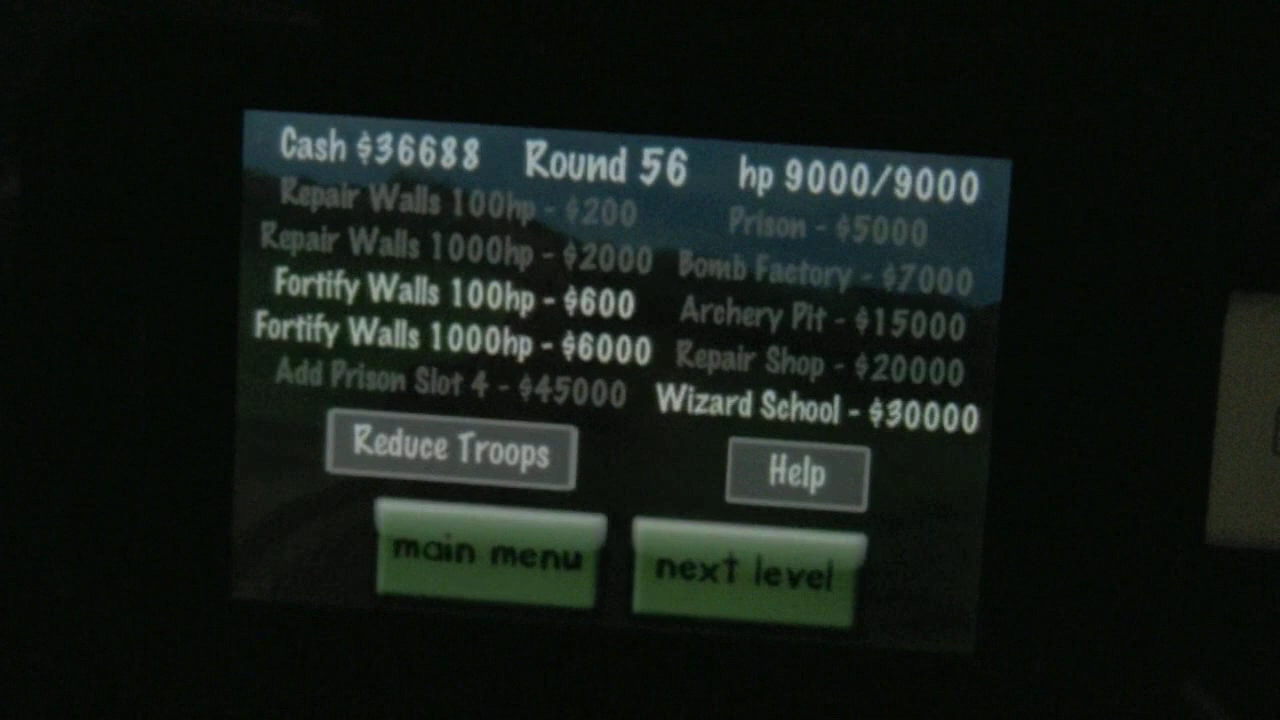 Cash $36688 Round 56 hp 9000/9000
Repair Walls 100hp - $200
Prison - $5000
Repair Walls 1000hp - $2000
Bomb Factory - $7000
Fortify Walls 100hp - $600
Archery Pit - $15000
Fortify Walls 1000hp - $6000
Repair Shop - $20000
Add Prison Slot 4 - $45000
Wizard School - $30000
Reduce Troops
Help
main menu
next level